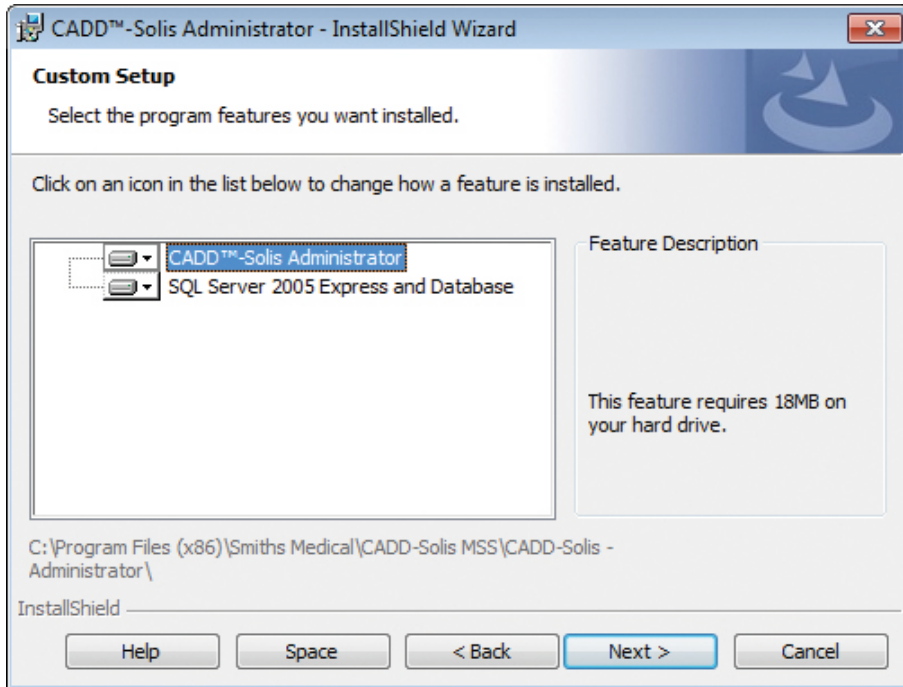 CADD™-Solis Administrator - InstallShield Wizard
Custom Setup
Select the program features you want installed.
Click on an icon in the list below to change how a feature is installed.
CADD™-Solis Administrator
SQL Server 2005 Express and Database
Feature Description
This feature requires 18MB on
your hard drive.
C:\Program Files (x86)\Smiths Medical\CADD-Solis MSS\CADD-Solis -
Administrator\
InstallShield
Help
Space
< Back
Next >
Cancel